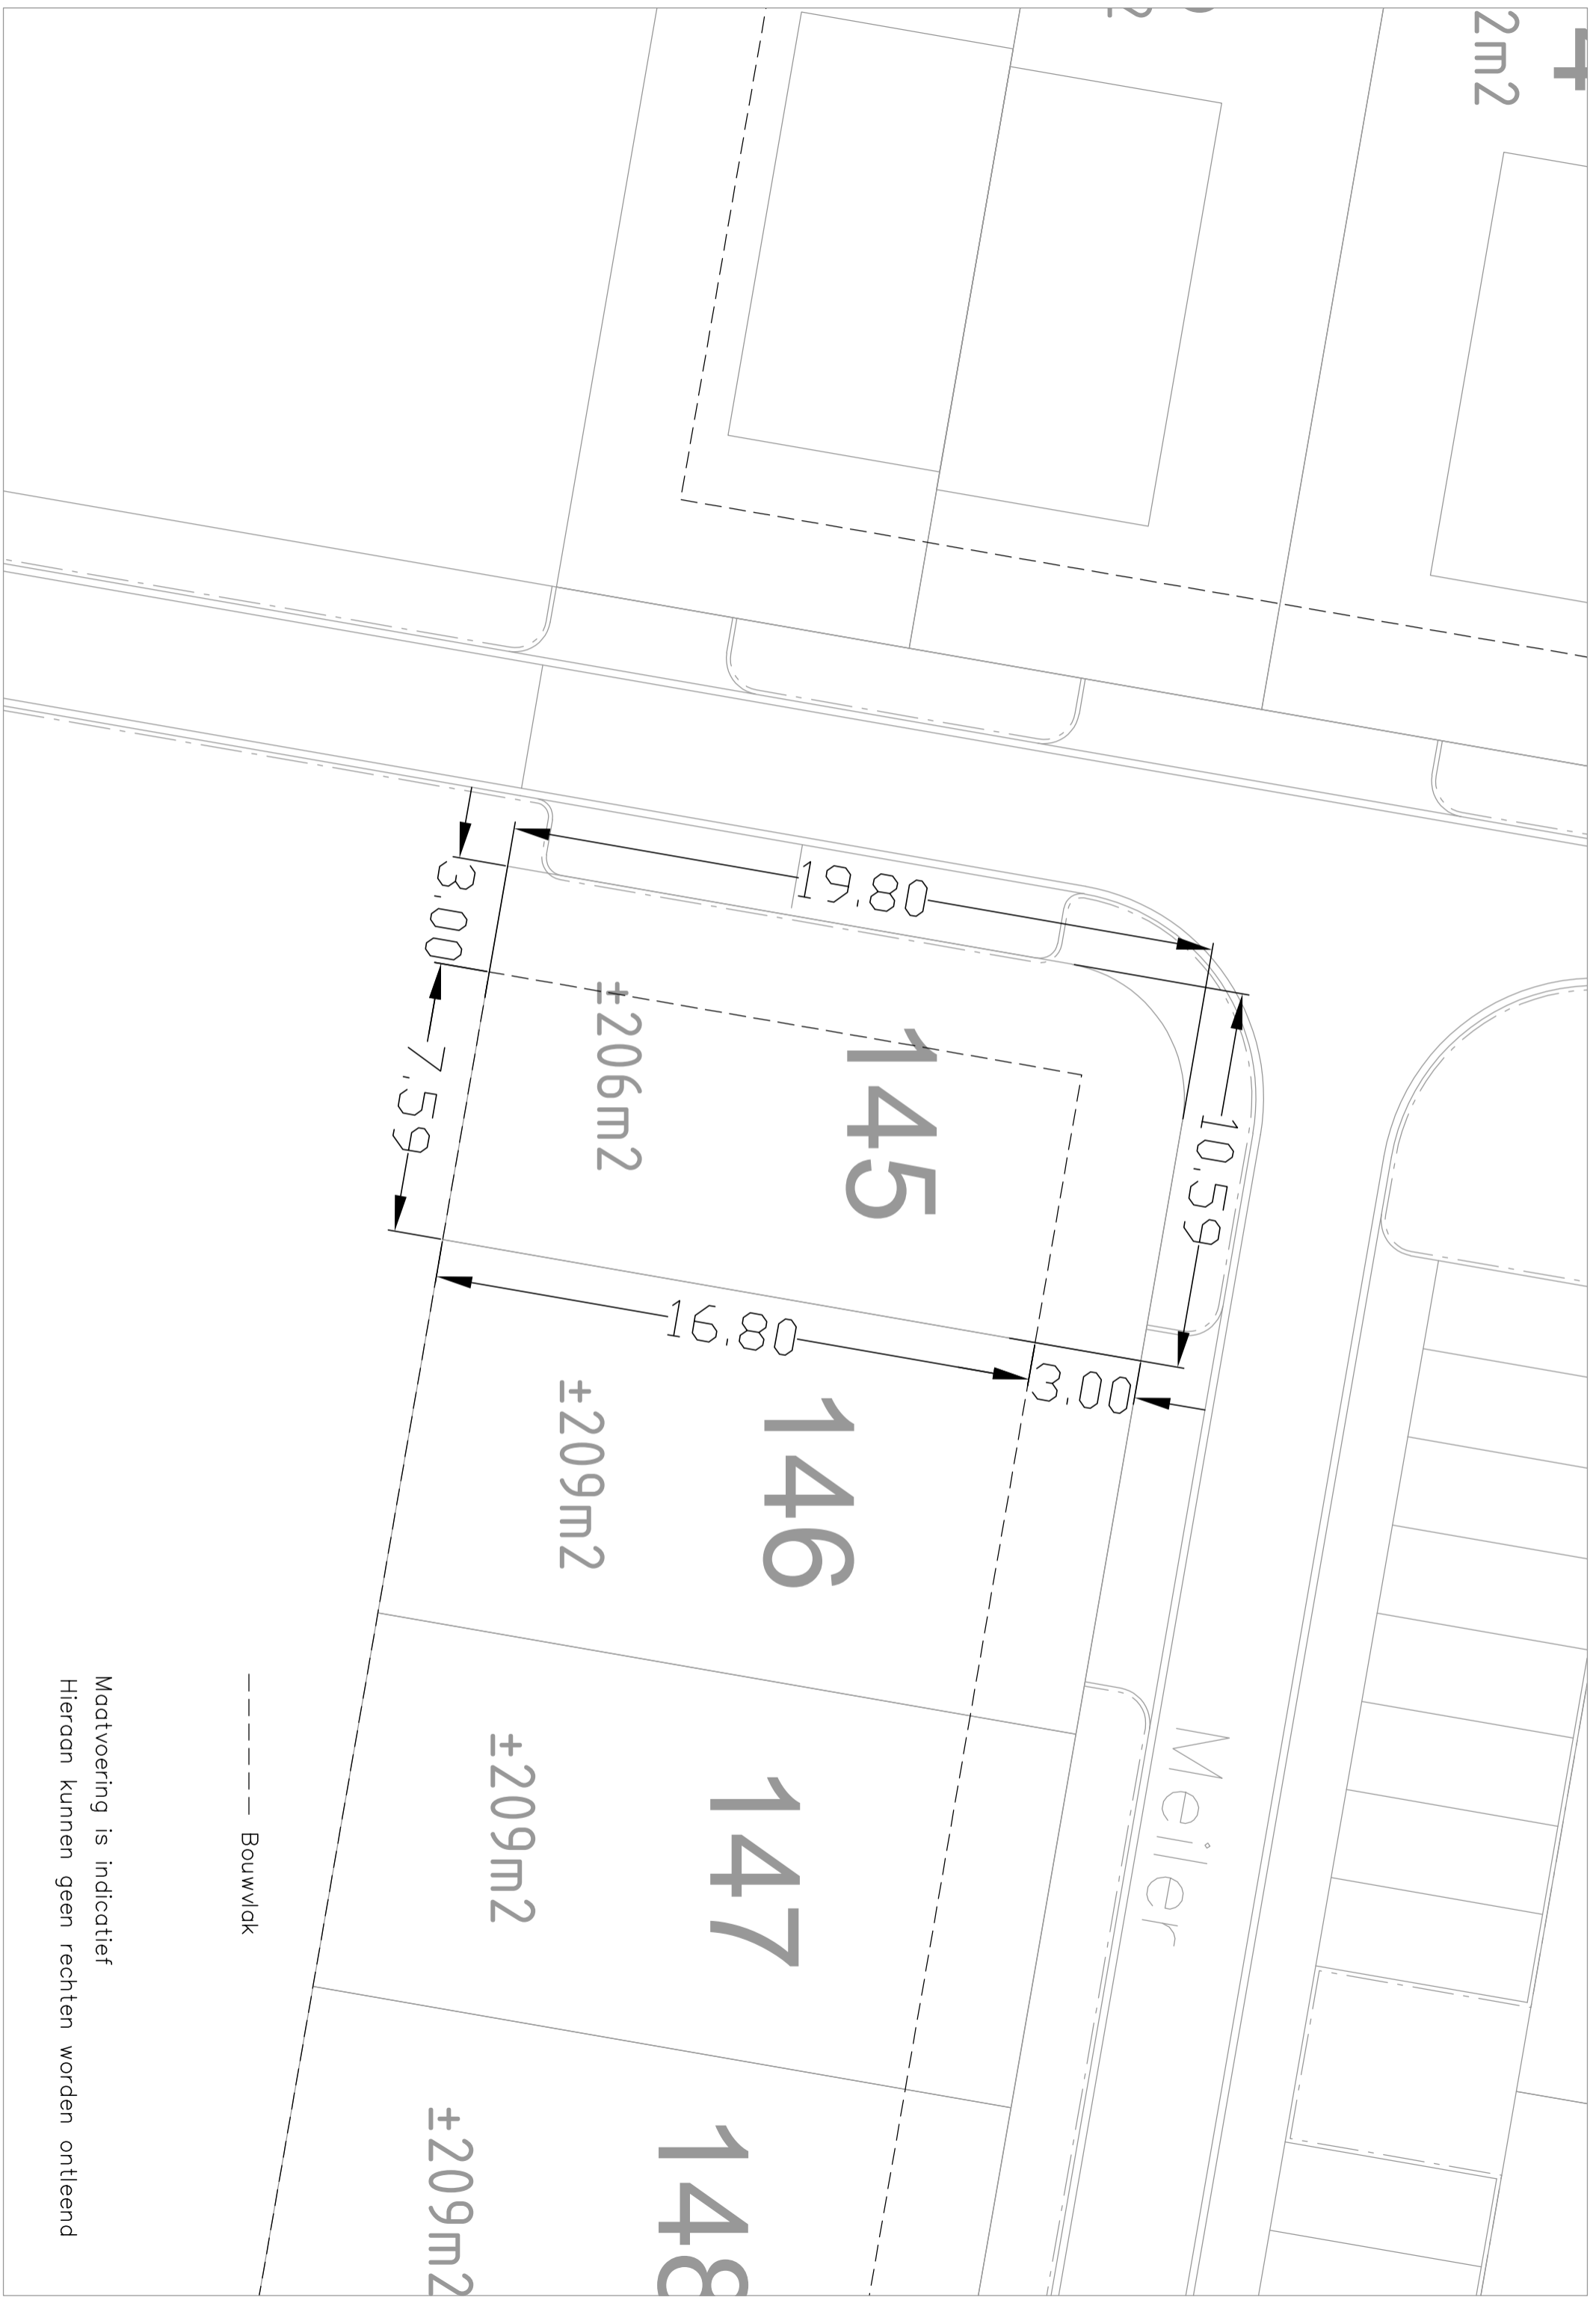 2m2
19.80
3.00
7.59
10.59
16.80
3.00
145
±206m2
146
±209m2
147
±209m2
148
±209m2
Meiler
Bouwvlak
Maatvoering is indicatief
Hieraan kunnen geen rechten worden ontleend